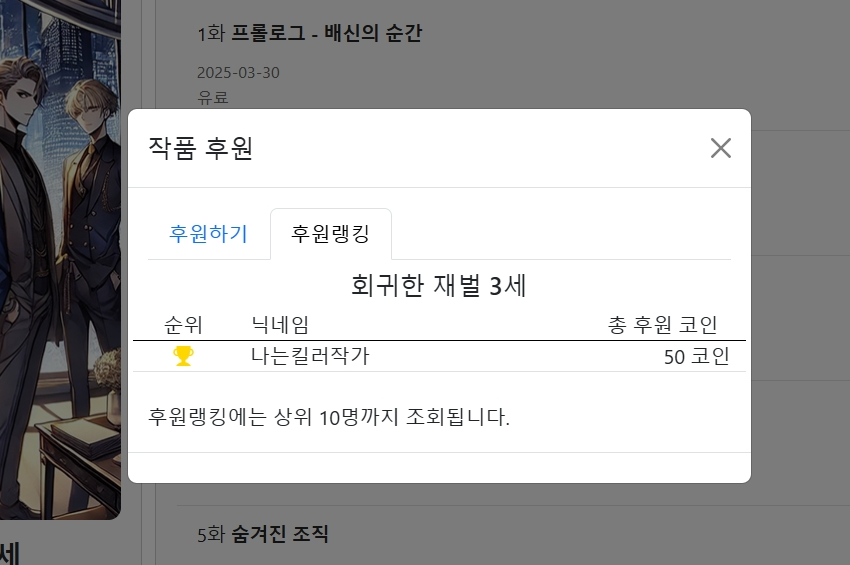 1화 프롤로그 - 배신의 순간
2025-03-30
유료
작품 후원
후원하기 후원랭킹
회귀한 재벌 3세
순위 닉네임 총 후원 코인
나는킬러작가 50 코인
후원랭킹에는 상위 10명까지 조회됩니다.
5화 숨겨진 조직
세